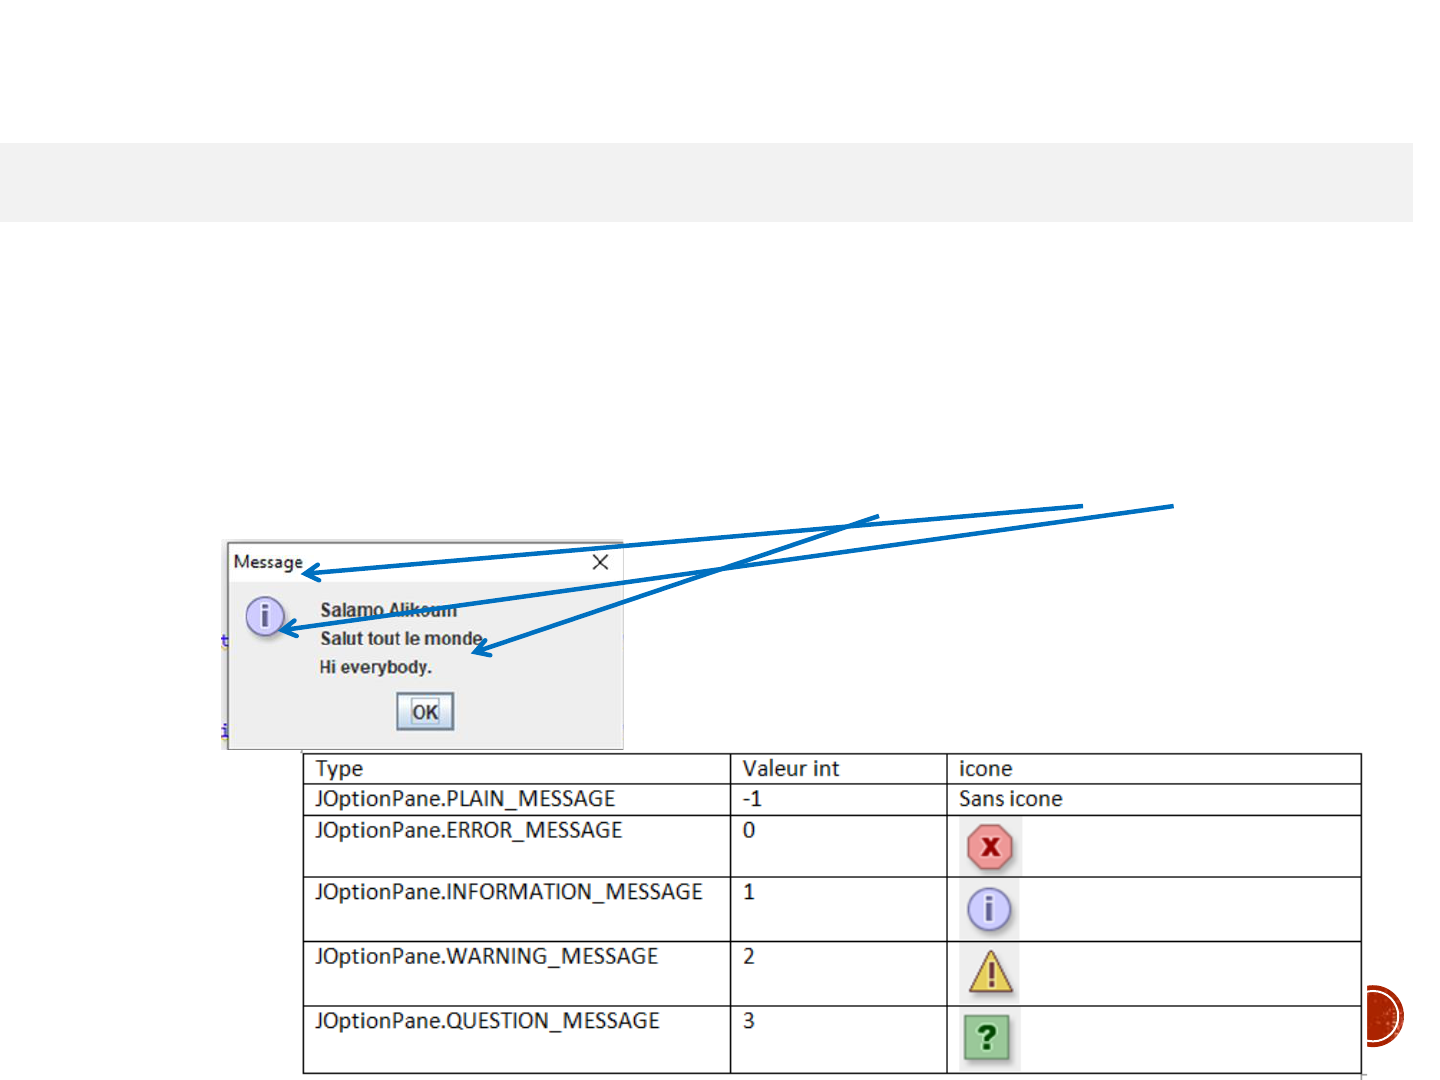 Message
Salamo Alikoum
Salut tout le monde
Hi everybody.
OK
Type Valeur int icone
JOptionPane.PLAIN_MESSAGE -1 Sans icone
JOptionPane.ERROR_MESSAGE 0
JOptionPane.INFORMATION_MESSAGE 1
JOptionPane.WARNING_MESSAGE 2
JOptionPane.QUESTION_MESSAGE 3